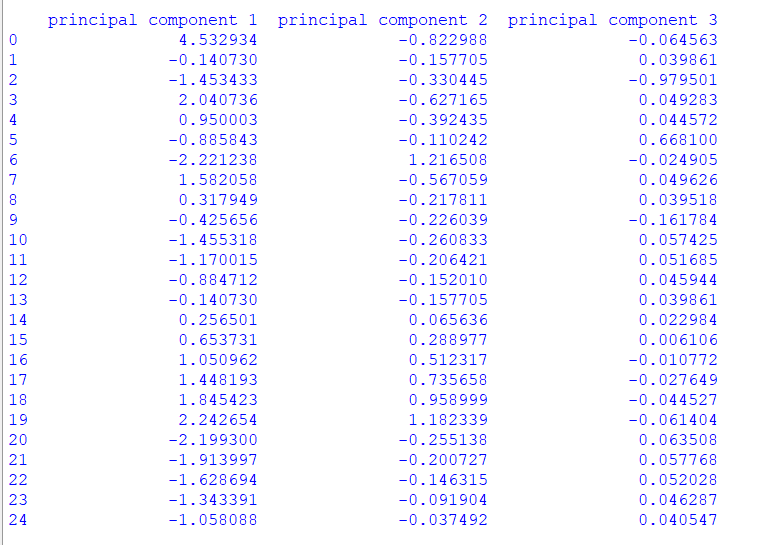 principal component 1 principal component 2 principal component 3
0 4.532934 -0.822988 -0.064563
1 -0.140730 -0.157705 0.039861
2 -1.453433 -0.330445 -0.979501
3 2.040736 -0.627165 0.049283
4 0.950003 -0.392435 0.044572
5 -0.885843 -0.110242 0.668100
6 -2.221238 1.216508 -0.024905
7 1.582058 -0.567059 0.049626
8 0.317949 -0.217811 0.039518
9 -0.425656 -0.226039 -0.161784
10 -1.455318 -0.260833 0.057425
11 -1.170015 -0.206421 0.051685
12 -0.884712 -0.152010 0.045944
13 -0.140730 -0.157705 0.039861
14 0.256501 0.065636 0.022984
15 0.653731 0.288977 0.006106
16 1.050962 0.512317 -0.010772
17 1.448193 0.735658 -0.027649
18 1.845423 0.958999 -0.044527
19 2.242654 1.182339 -0.061404
20 -2.199300 -0.255138 0.063508
21 -1.913997 -0.200727 0.057768
22 -1.628694 -0.146315 0.052028
23 -1.343391 -0.091904 0.046287
24 -1.058088 -0.037492 0.040547